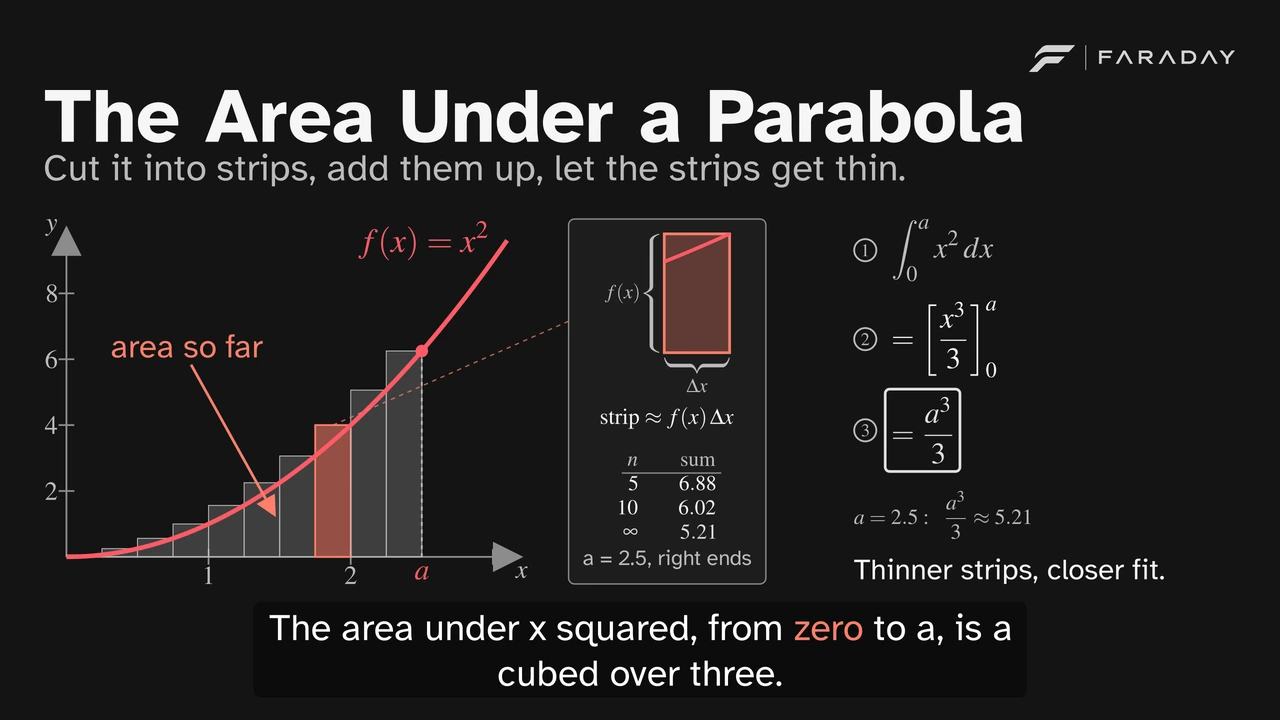 FARADAY
The Area Under a Parabola
Cut it into strips, add them up, let the strips get thin.
y
f(x) = x²
8
6
4
2
area so far
1
2
a
x
f(x)
Δx
strip ≈ f(x) Δx
n sum
5 6.88
10 6.02
∞ 5.21
a = 2.5, right ends
① ∫₀ᵃ x² dx
② = [x³/3]₀ᵃ
③ = a³/3
a = 2.5 : a³/3 ≈ 5.21
Thinner strips, closer fit.
The area under x squared, from zero to a, is a
cubed over three.